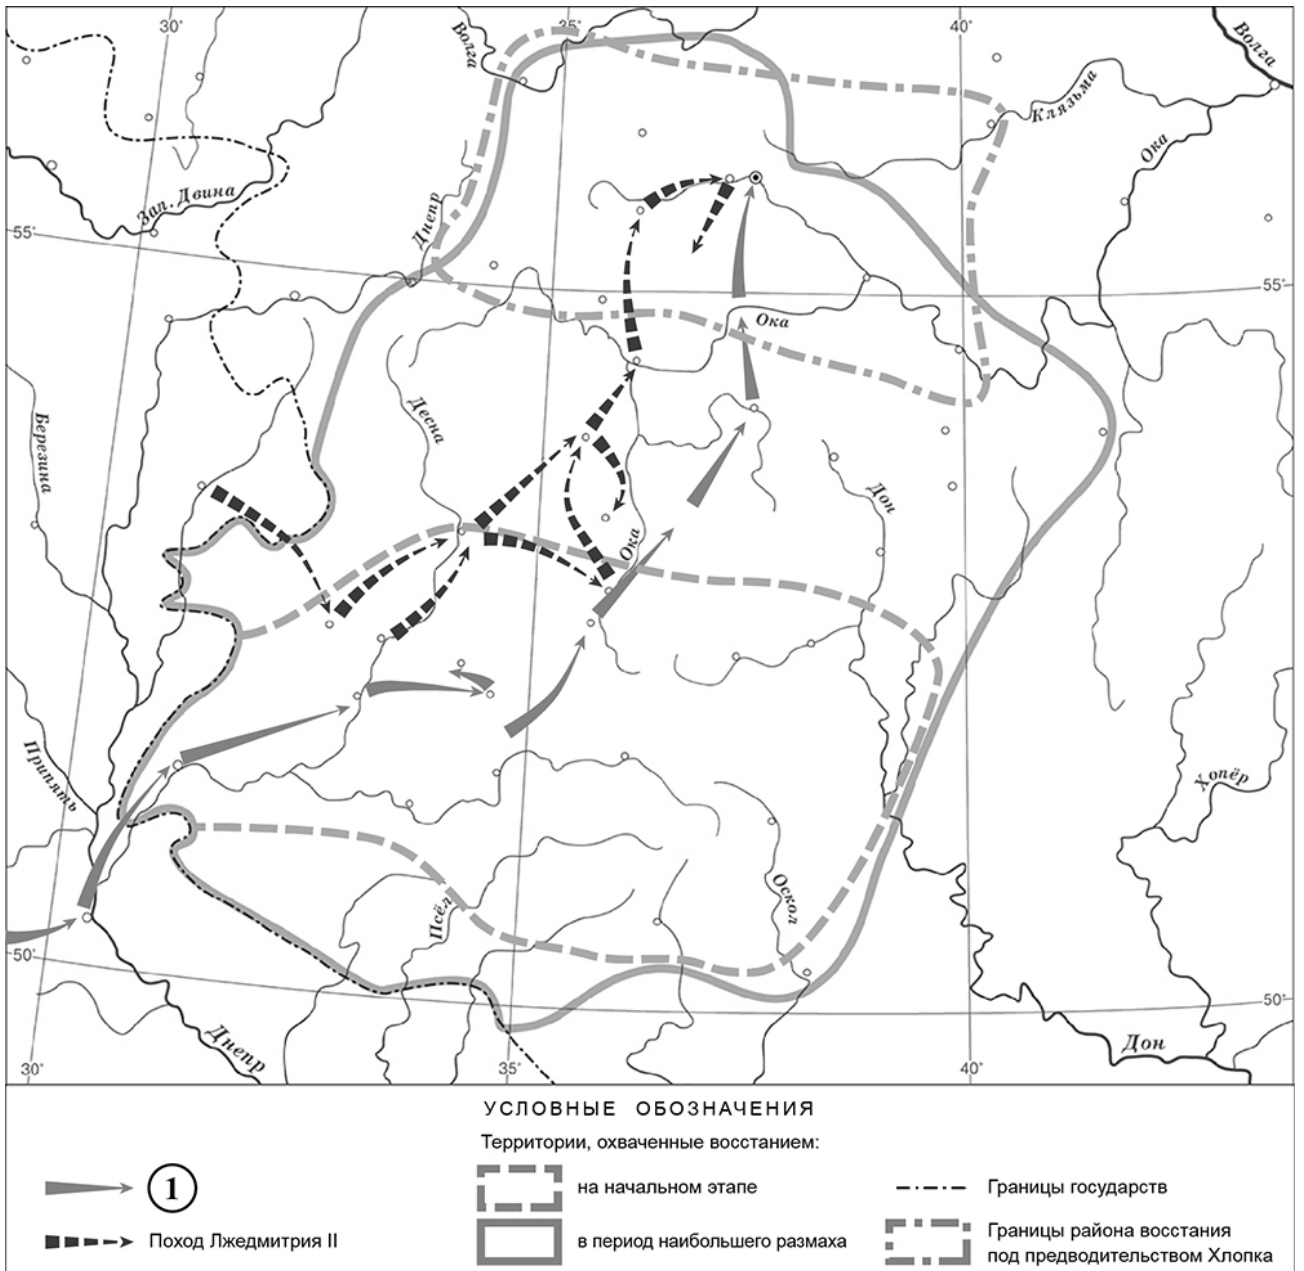 30°
35°
40°
Волга
Волга
Клязьма
Ока
Зап. Двина
Днепр
55°
55°
Ока
Березина
Десна
Дон
Ока
Припять
Хопёр
Оскол
Псёл
50°
50°
Днепр
Дон
30°
35°
40°
УСЛОВНЫЕ ОБОЗНАЧЕНИЯ
Территории, охваченные восстанием:
1
на начальном этапе
Границы государств
Поход Лжедмитрия II
в период наибольшего размаха
Границы района восстания
под предводительством Хлопка